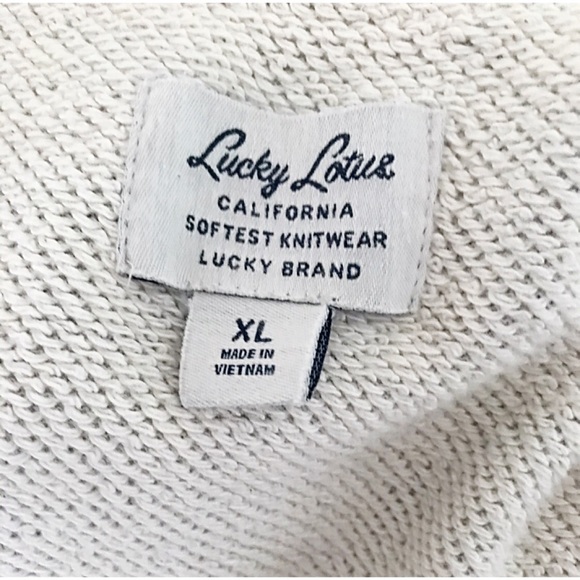 Lucky Lotus
CALIFORNIA
SOFTEST KNITWEAR
LUCKY BRAND
XL
MADE IN
VIETNAM